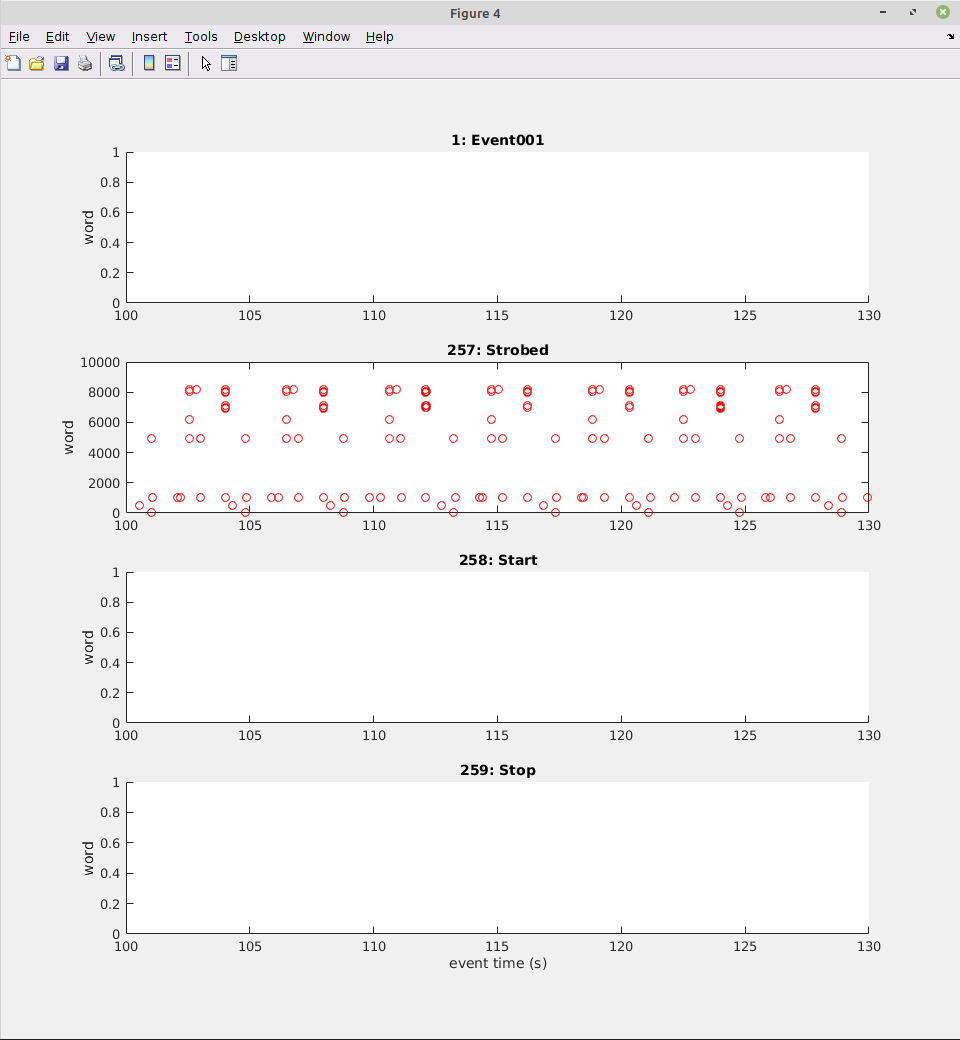 Figure 4
File Edit View Insert Tools Desktop Window Help
1: Event001
1
0.8
0.6
0.4
0.2
0
word
100 105 110 115 120 125 130
257: Strobed
10000
8000
6000
4000
2000
0
word
100 105 110 115 120 125 130
258: Start
1
0.8
0.6
0.4
0.2
0
word
100 105 110 115 120 125 130
259: Stop
1
0.8
0.6
0.4
0.2
0
word
100 105 110 115 120 125 130
event time (s)